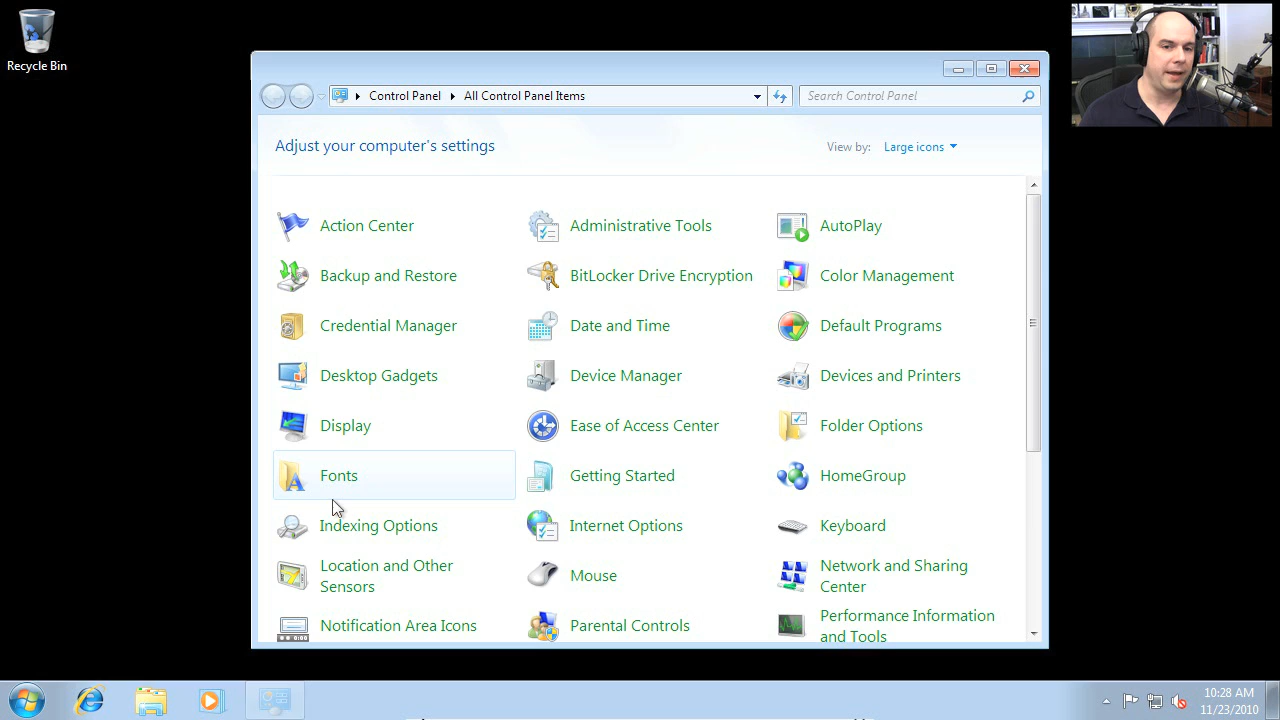 Recycle Bin
Control Panel
All Control Panel Items
Search Control Panel
Adjust your computer's settings
View by:
Large icons
Action Center
Administrative Tools
AutoPlay
Backup and Restore
BitLocker Drive Encryption
Color Management
Credential Manager
Date and Time
Default Programs
Desktop Gadgets
Device Manager
Devices and Printers
Display
Ease of Access Center
Folder Options
Fonts
Getting Started
HomeGroup
Indexing Options
Internet Options
Keyboard
Location and Other
Sensors
Mouse
Network and Sharing
Center
Notification Area Icons
Parental Controls
Performance Information
and Tools
10:28 AM
11/23/2010